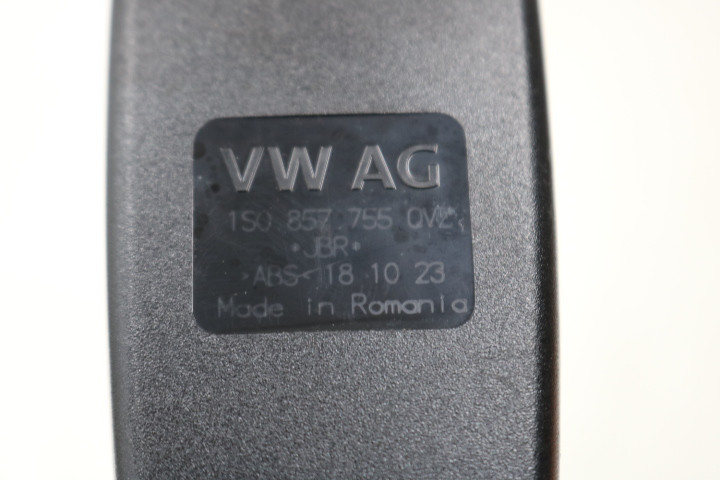 VW AG
1S0 857 755
•JBR•
>ABS< 18 10 23
Made in Romania